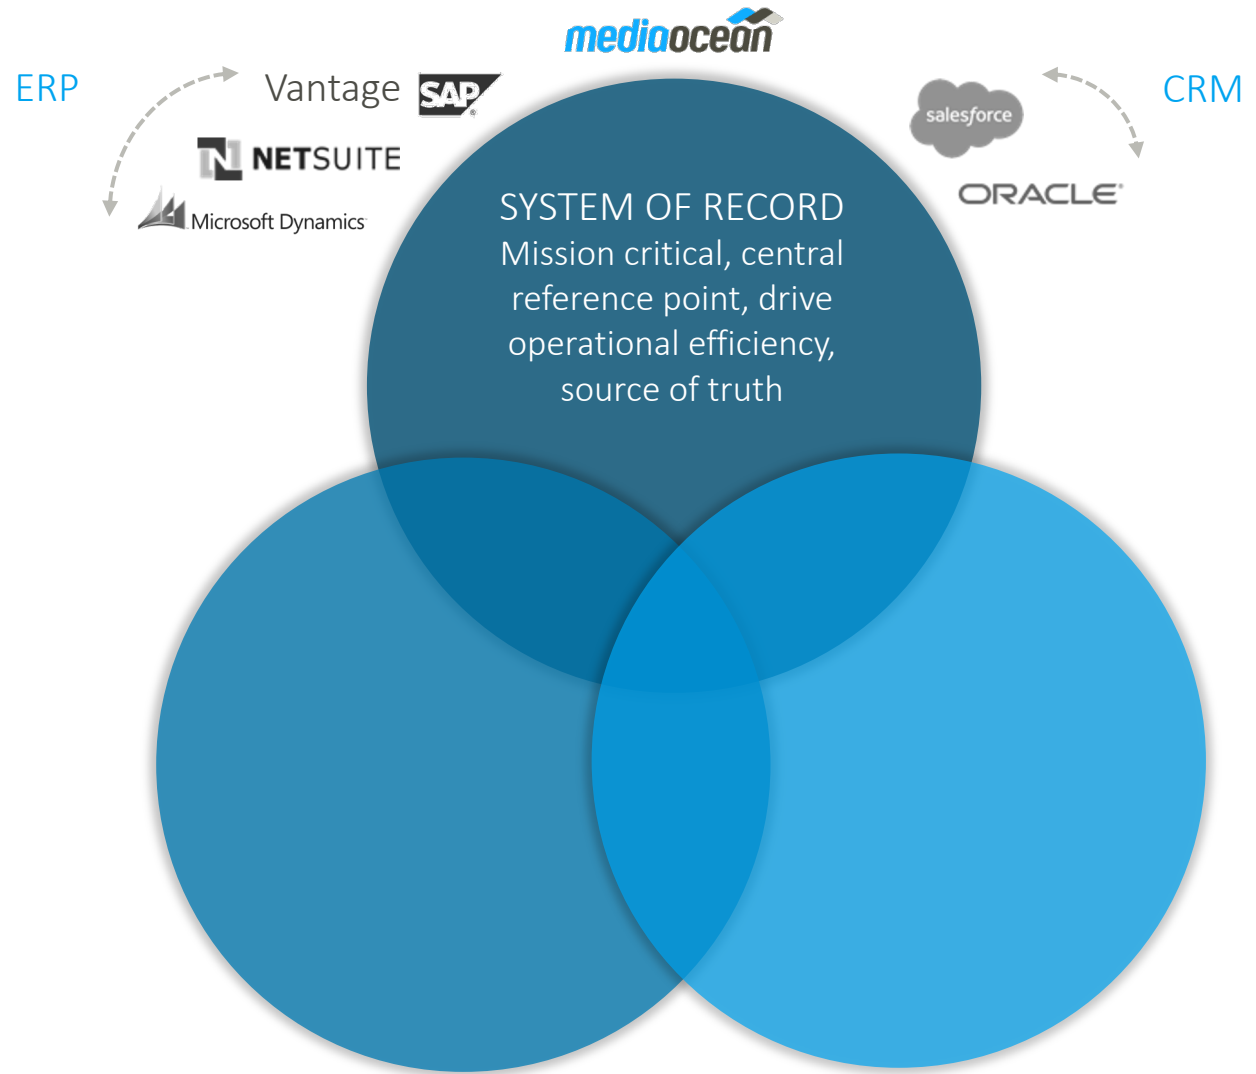 mediaocean
ERP
Vantage SAP
CRM
salesforce
NETSUITE
ORACLE
Microsoft Dynamics
SYSTEM OF RECORD
Mission critical, central
reference point, drive
operational efficiency,
source of truth